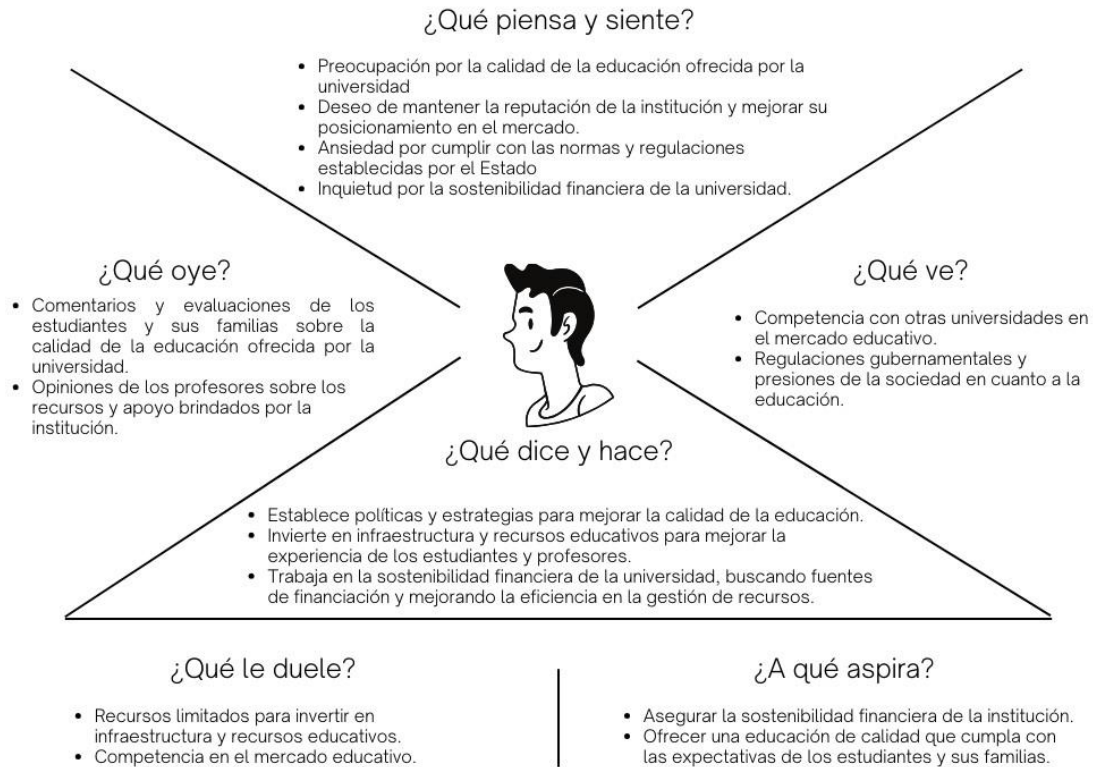 ¿Qué piensa y siente?
• Preocupación por la calidad de la educación ofrecida por la
universidad
• Deseo de mantener la reputación de la institución y mejorar su
posicionamiento en el mercado.
• Ansiedad por cumplir con las normas y regulaciones
establecidas por el Estado
• Inquietud por la sostenibilidad financiera de la universidad.
¿Qué oye?
• Comentarios y evaluaciones de los
estudiantes y sus familias sobre la
calidad de la educación ofrecida por la
universidad.
• Opiniones de los profesores sobre los
recursos y apoyo brindados por la
institución.
¿Qué ve?
• Competencia con otras universidades en
el mercado educativo.
• Regulaciones gubernamentales y
presiones de la sociedad en cuanto a la
educación.
¿Qué dice y hace?
• Establece políticas y estrategias para mejorar la calidad de la educación.
• Invierte en infraestructura y recursos educativos para mejorar la
experiencia de los estudiantes y profesores.
• Trabaja en la sostenibilidad financiera de la universidad, buscando fuentes
de financiación y mejorando la eficiencia en la gestión de recursos.
¿Qué le duele?
• Recursos limitados para invertir en
infraestructura y recursos educativos.
• Competencia en el mercado educativo.
¿A qué aspira?
• Asegurar la sostenibilidad financiera de la institución.
• Ofrecer una educación de calidad que cumpla con
las expectativas de los estudiantes y sus familias.